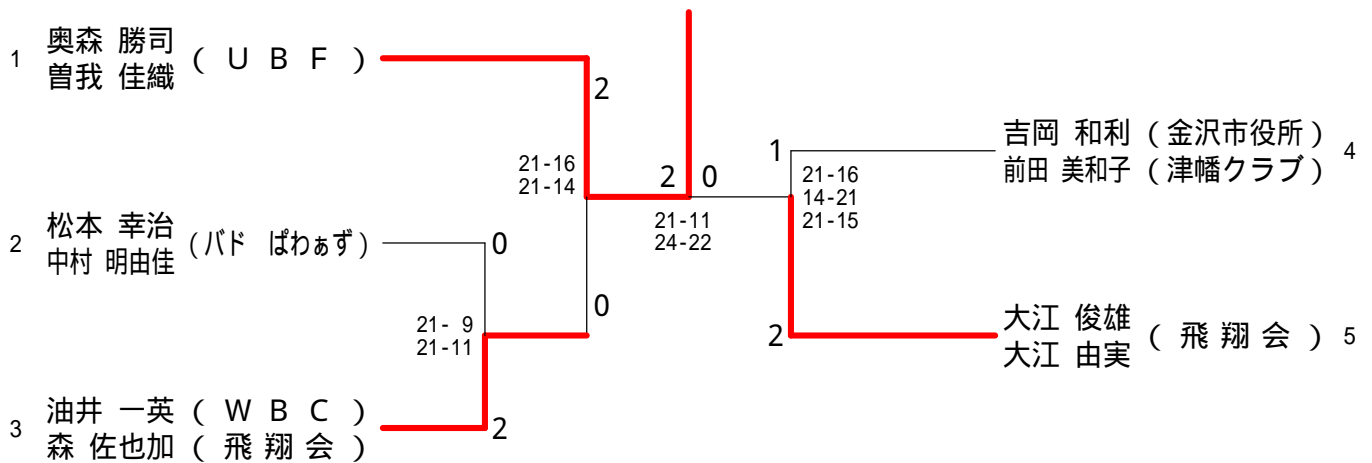 1 奥森 勝司 ( U B F )
曽我 佳織
2
21-16
21-14
2 0
21-11
24-22
1
21-16
14-21
21-15
吉岡 和利 (金沢市役所) 4
前田 美和子 (津幡クラブ)
2 松本 幸治 (バド ぱわぁず)
中村 明由佳
0
0
21- 9
21-11
2
大江 俊雄 ( 飛 翔 会 ) 5
大江 由実
3 油井 一英 ( W B C )
森 佐也加 ( 飛 翔 会 )
2